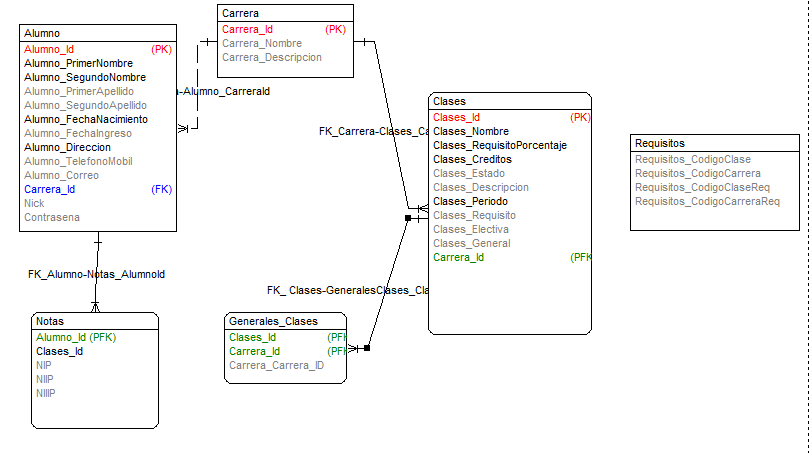 Carrera
Carrera_Id (PK)
Carrera_Nombre
Carrera_Descripcion
Alumno
Alumno_Id (PK)
Alumno_PrimerNombre
Alumno_SegundoNombre
Alumno_PrimerApellido
Alumno_SegundoApellido
Alumno_FechaNacimiento
Alumno_FechaIngreso
Alumno_Direccion
Alumno_TelefonoMobil
Alumno_Correo
Carrera_Id (FK)
Nick
Contrasena
a-Alumno_CarreraId
FK_Carrera-Clases_Ca
Clases
Clases_Id (PK)
Clases_Nombre
Clases_RequisitoPorcentaje
Clases_Creditos
Clases_Estado
Clases_Descripcion
Clases_Periodo
Clases_Requisito
Clases_Electiva
Clases_General
Carrera_Id (PFK
Requisitos
Requisitos_CodigoClase
Requisitos_CodigoCarrera
Requisitos_CodigoClaseReq
Requisitos_CodigoCarreraReq
FK_Alumno-Notas_AlumnoId
FK_ Clases-GeneralesClases_Cla
Notas
Alumno_Id (PFK)
Clases_Id
NIP
NIIP
NIIIP
Generales_Clases
Clases_Id (PFK
Carrera_Id (PFK
Carrera_Carrera_ID